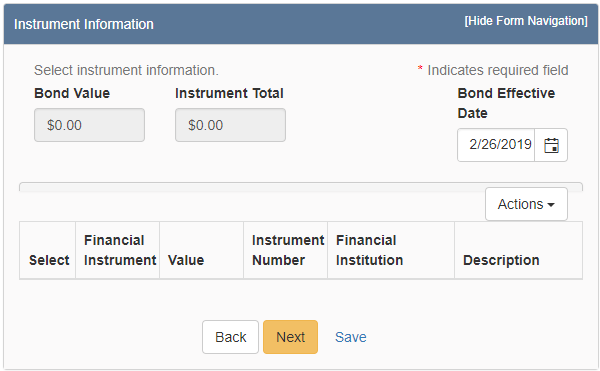 Instrument Information [Hide Form Navigation]
Select instrument information. * Indicates required field
Bond Value Instrument Total Bond Effective
Date
$0.00 $0.00 2/26/2019
Actions
Select Financial Instrument Value Instrument Number Financial Institution Description
Back Next Save